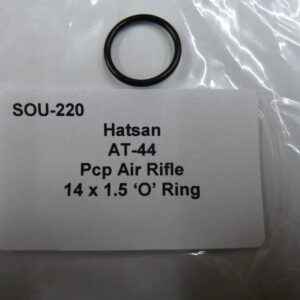 SOU-220
Hatsan
AT-44
Pcp Air Rifle
14 x 1.5 ‘O’ Ring